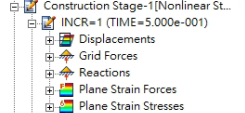 Construction Stage-1[Nonlinear St...
INCR=1 (TIME=5.000e-001)
Displacements
Grid Forces
Reactions
Plane Strain Forces
Plane Strain Stresses